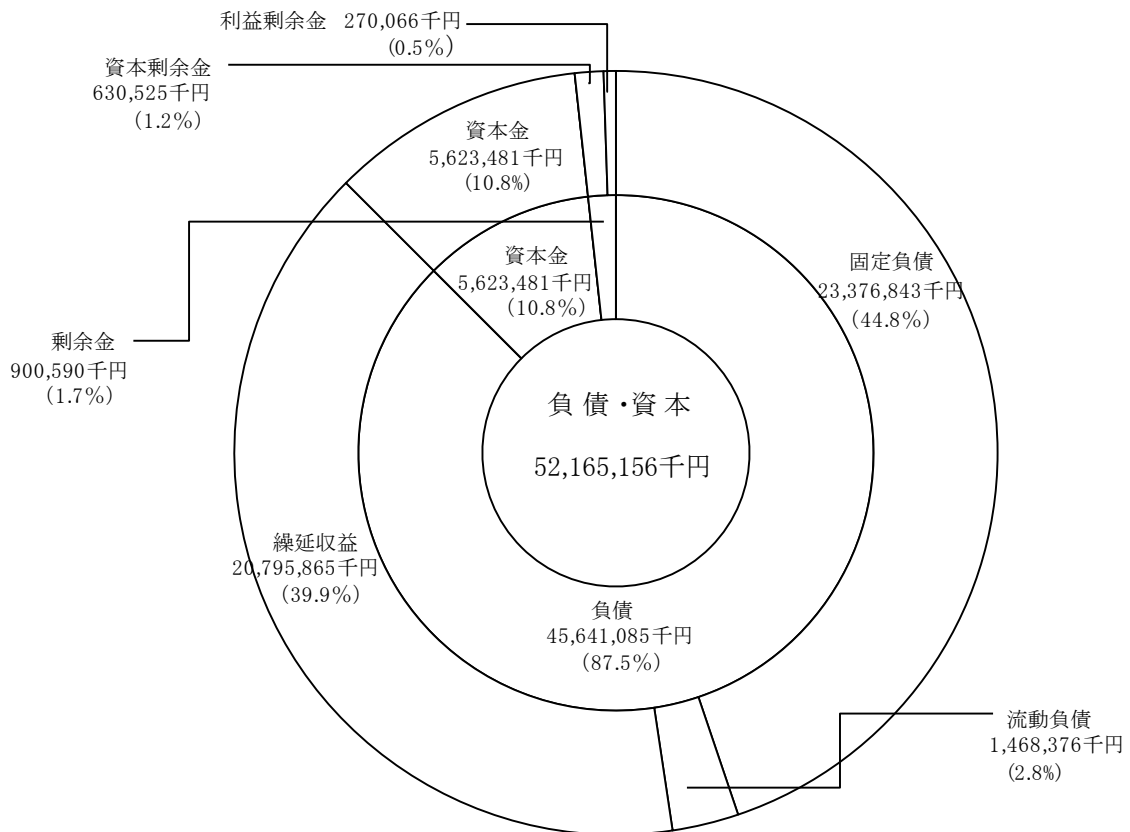 利益剰余金 270,066千円
(0.5%)
資本剰余金
630,525千円
(1.2%)
資本金
5,623,481千円
(10.8%)
資本金
5,623,481千円
(10.8%)
固定負債
23,376,843千円
(44.8%)
剰余金
900,590千円
(1.7%)
負債・資本
52,165,156千円
繰延収益
20,795,865千円
(39.9%)
負債
45,641,085千円
(87.5%)
流動負債
1,468,376千円
(2.8%)